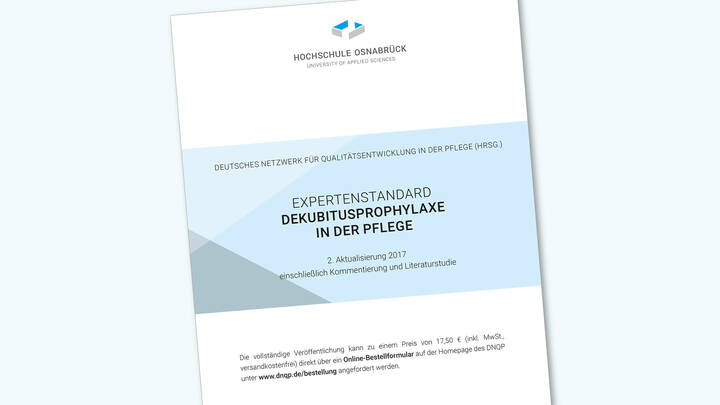 HOCHSCHULE OSNABRÜCK
UNIVERSITY OF APPLIED SCIENCES
DEUTSCHES NETZWERK FÜR QUALITÄTSENTWICKLUNG IN DER PFLEGE (HRSG.)
EXPERTENSTANDARD
DEKUBITUSPROPHYLAXE
IN DER PFLEGE
2. Aktualisierung 2017
einschließlich Kommentierung und Literaturstudie
Die vollständige Veröffentlichung kann zu einem Preis von 17,50 € (inkl. MwSt.,
versandkostenfrei) direkt über ein Online-Bestellformular auf der Homepage des DNQP
unter www.dnqp.de/bestellung angefordert werden.